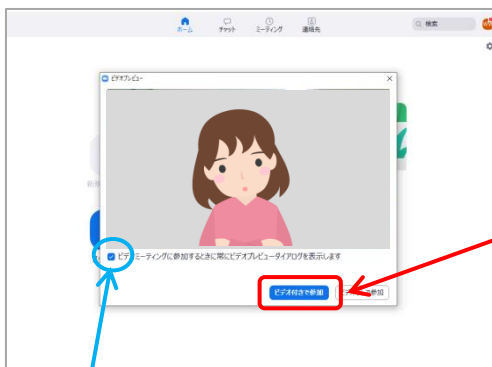 ホーム チャット ミーティング 連絡先
検索
ビデオプレビュー
ビデオミーティングに参加するときに常にビデオプレビューダイアログを表示します
ビデオ付きで参加
で参加